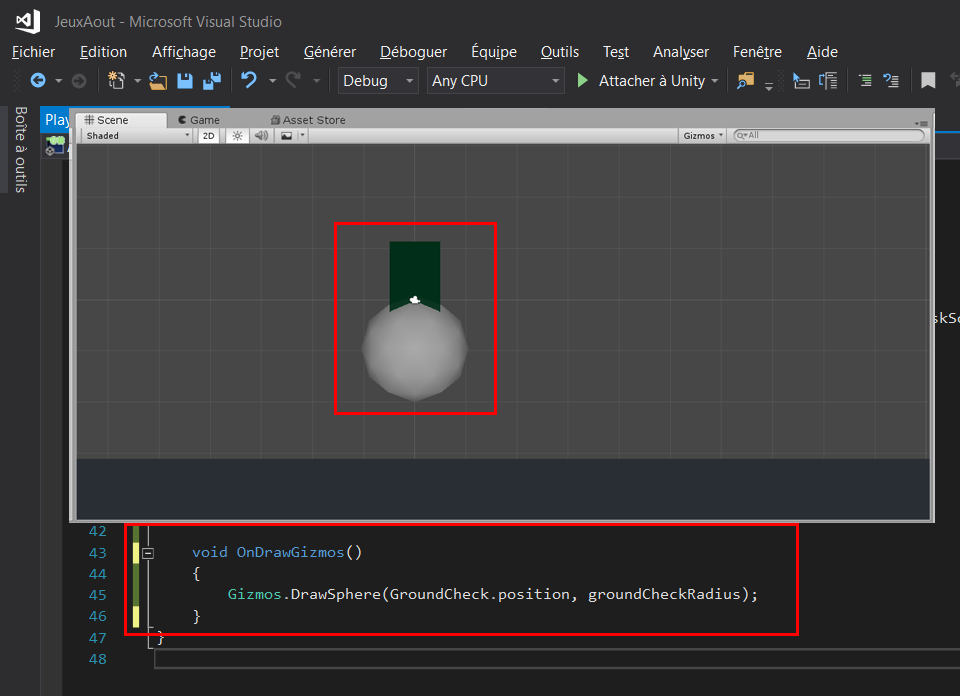 JeuxAout - Microsoft Visual Studio
Fichier Edition Affichage Projet Générer Déboguer Équipe Outils Test Analyser Fenêtre Aide
Debug Any CPU Attacher à Unity
Boîte à outils
Play
Scene Game Asset Store
Shaded 2D Gizmos All
42
43 void OnDrawGizmos()
44 {
45 Gizmos.DrawSphere(GroundCheck.position, groundCheckRadius);
46 }
47 }
48